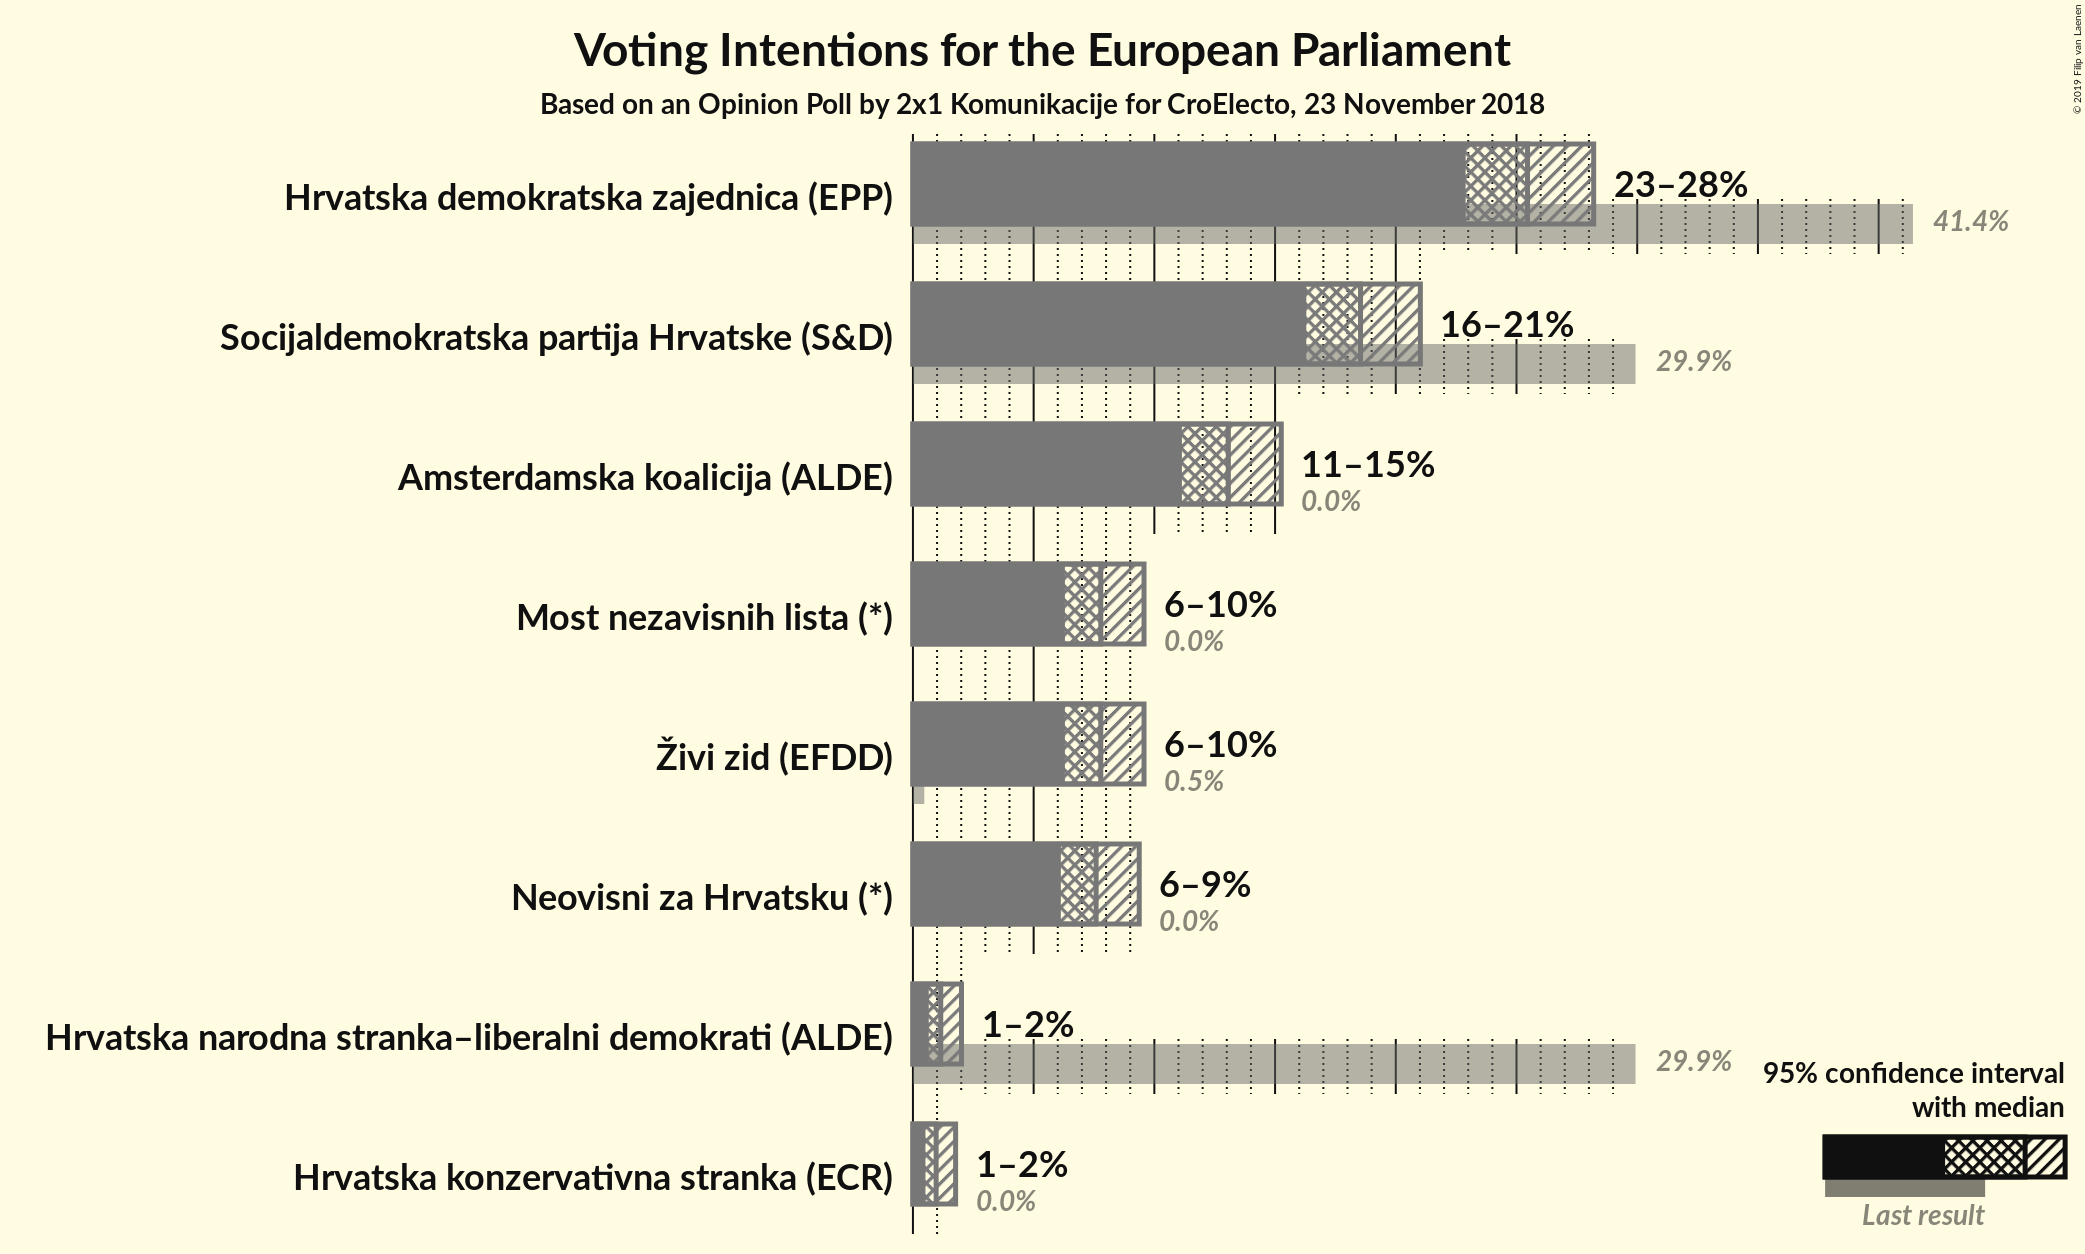 Voting Intentions for the European Parliament
Based on an Opinion Poll by 2x1 Komunikacije for CroElecto, 23 November 2018
© 2019 Filip van Laenen
Hrvatska demokratska zajednica (EPP)
23–28%
41.4%
Socijaldemokratska partija Hrvatske (S&D)
16–21%
29.9%
Amsterdamska koalicija (ALDE)
11–15%
0.0%
Most nezavisnih lista (*)
6–10%
0.0%
Živi zid (EFDD)
6–10%
0.5%
Neovisni za Hrvatsku (*)
6–9%
0.0%
Hrvatska narodna stranka–liberalni demokrati (ALDE)
1–2%
29.9%
Hrvatska konzervativna stranka (ECR)
1–2%
0.0%
95% confidence interval
with median
Last result